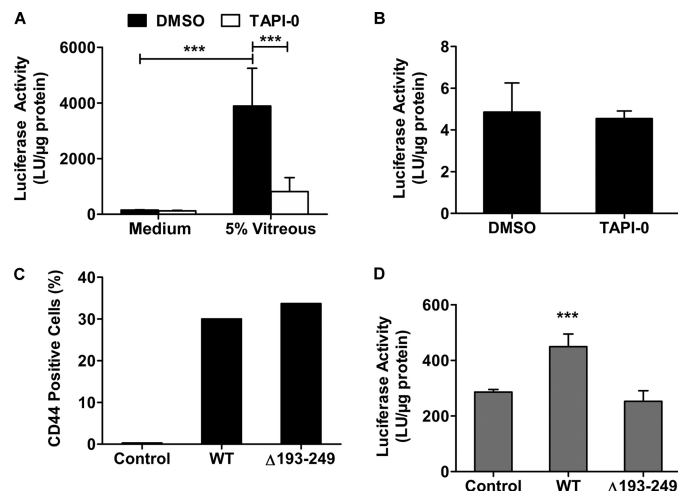 A
DMSO TAPI-0
***
***
Luciferase Activity
(LU/µg protein)
6000
4000
2000
0
Medium 5% Vitreous
B
Luciferase Activity
(LU/µg protein)
8
6
4
2
0
DMSO TAPI-0
C
CD44 Positive Cells (%)
40
30
20
10
0
Control WT Δ193-249
D
***
Luciferase Activity
(LU/µg protein)
600
400
200
0
Control WT Δ193-249